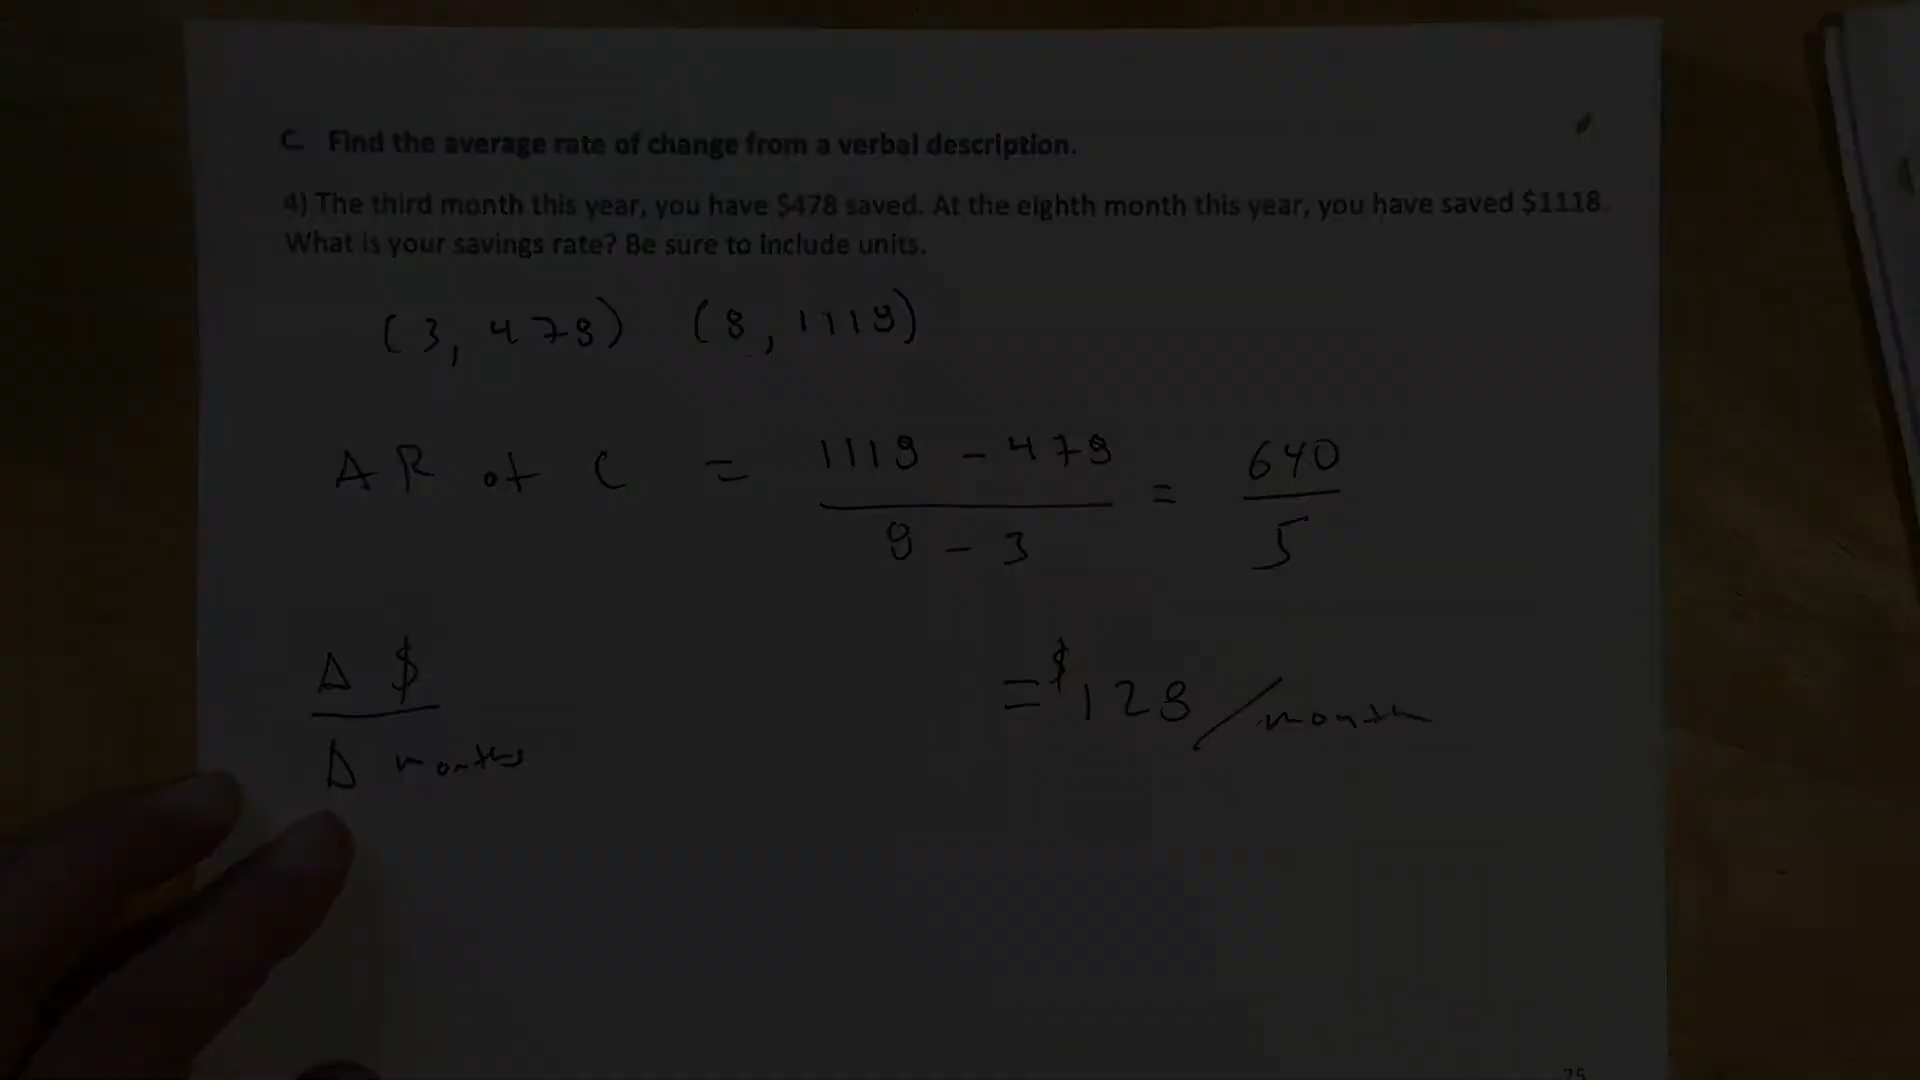 C. Find the average rate of change from a verbal description.
4) The third month this year, you have $478 saved. At the eighth month this year, you have saved $1118.
What is your savings rate? Be sure to include units.
(3, 478) (8, 1118)
AR of C = 1118 - 478 / 8 - 3 = 640 / 5
Δ $ / Δ months
= $128/month
25